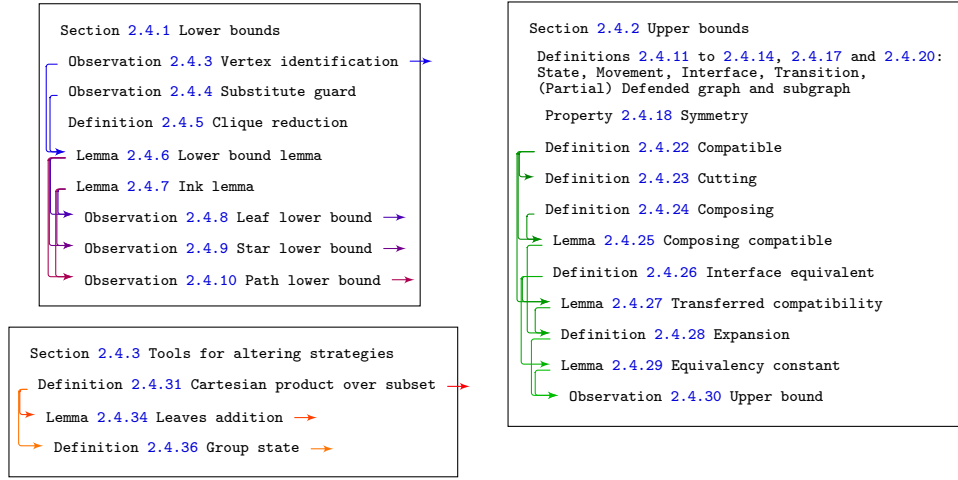 Section 2.4.1 Lower bounds
Observation 2.4.3 Vertex identification
Observation 2.4.4 Substitute guard
Definition 2.4.5 Clique reduction
Lemma 2.4.6 Lower bound lemma
Lemma 2.4.7 Ink lemma
Observation 2.4.8 Leaf lower bound
Observation 2.4.9 Star lower bound
Observation 2.4.10 Path lower bound
Section 2.4.3 Tools for altering strategies
Definition 2.4.31 Cartesian product over subset
Lemma 2.4.34 Leaves addition
Definition 2.4.36 Group state
Section 2.4.2 Upper bounds
Definitions 2.4.11 to 2.4.14, 2.4.17 and 2.4.20:
State, Movement, Interface, Transition,
(Partial) Defended graph and subgraph
Property 2.4.18 Symmetry
Definition 2.4.22 Compatible
Definition 2.4.23 Cutting
Definition 2.4.24 Composing
Lemma 2.4.25 Composing compatible
Definition 2.4.26 Interface equivalent
Lemma 2.4.27 Transferred compatibility
Definition 2.4.28 Expansion
Lemma 2.4.29 Equivalency constant
Observation 2.4.30 Upper bound